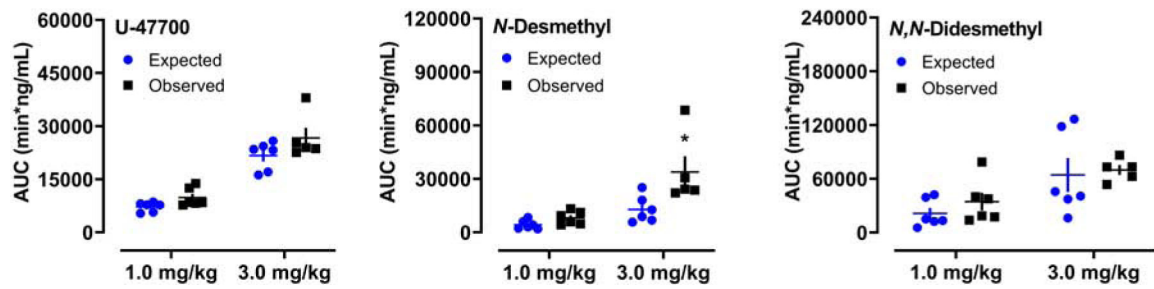 U-47700
Expected
Observed
AUC (min*ng/mL)
60000
45000
30000
15000
0
1.0 mg/kg
3.0 mg/kg
N-Desmethyl
Expected
Observed
AUC (min*ng/mL)
120000
90000
60000
30000
0
*
1.0 mg/kg
3.0 mg/kg
N,N-Didesmethyl
Expected
Observed
AUC (min*ng/mL)
240000
180000
120000
60000
0
1.0 mg/kg
3.0 mg/kg